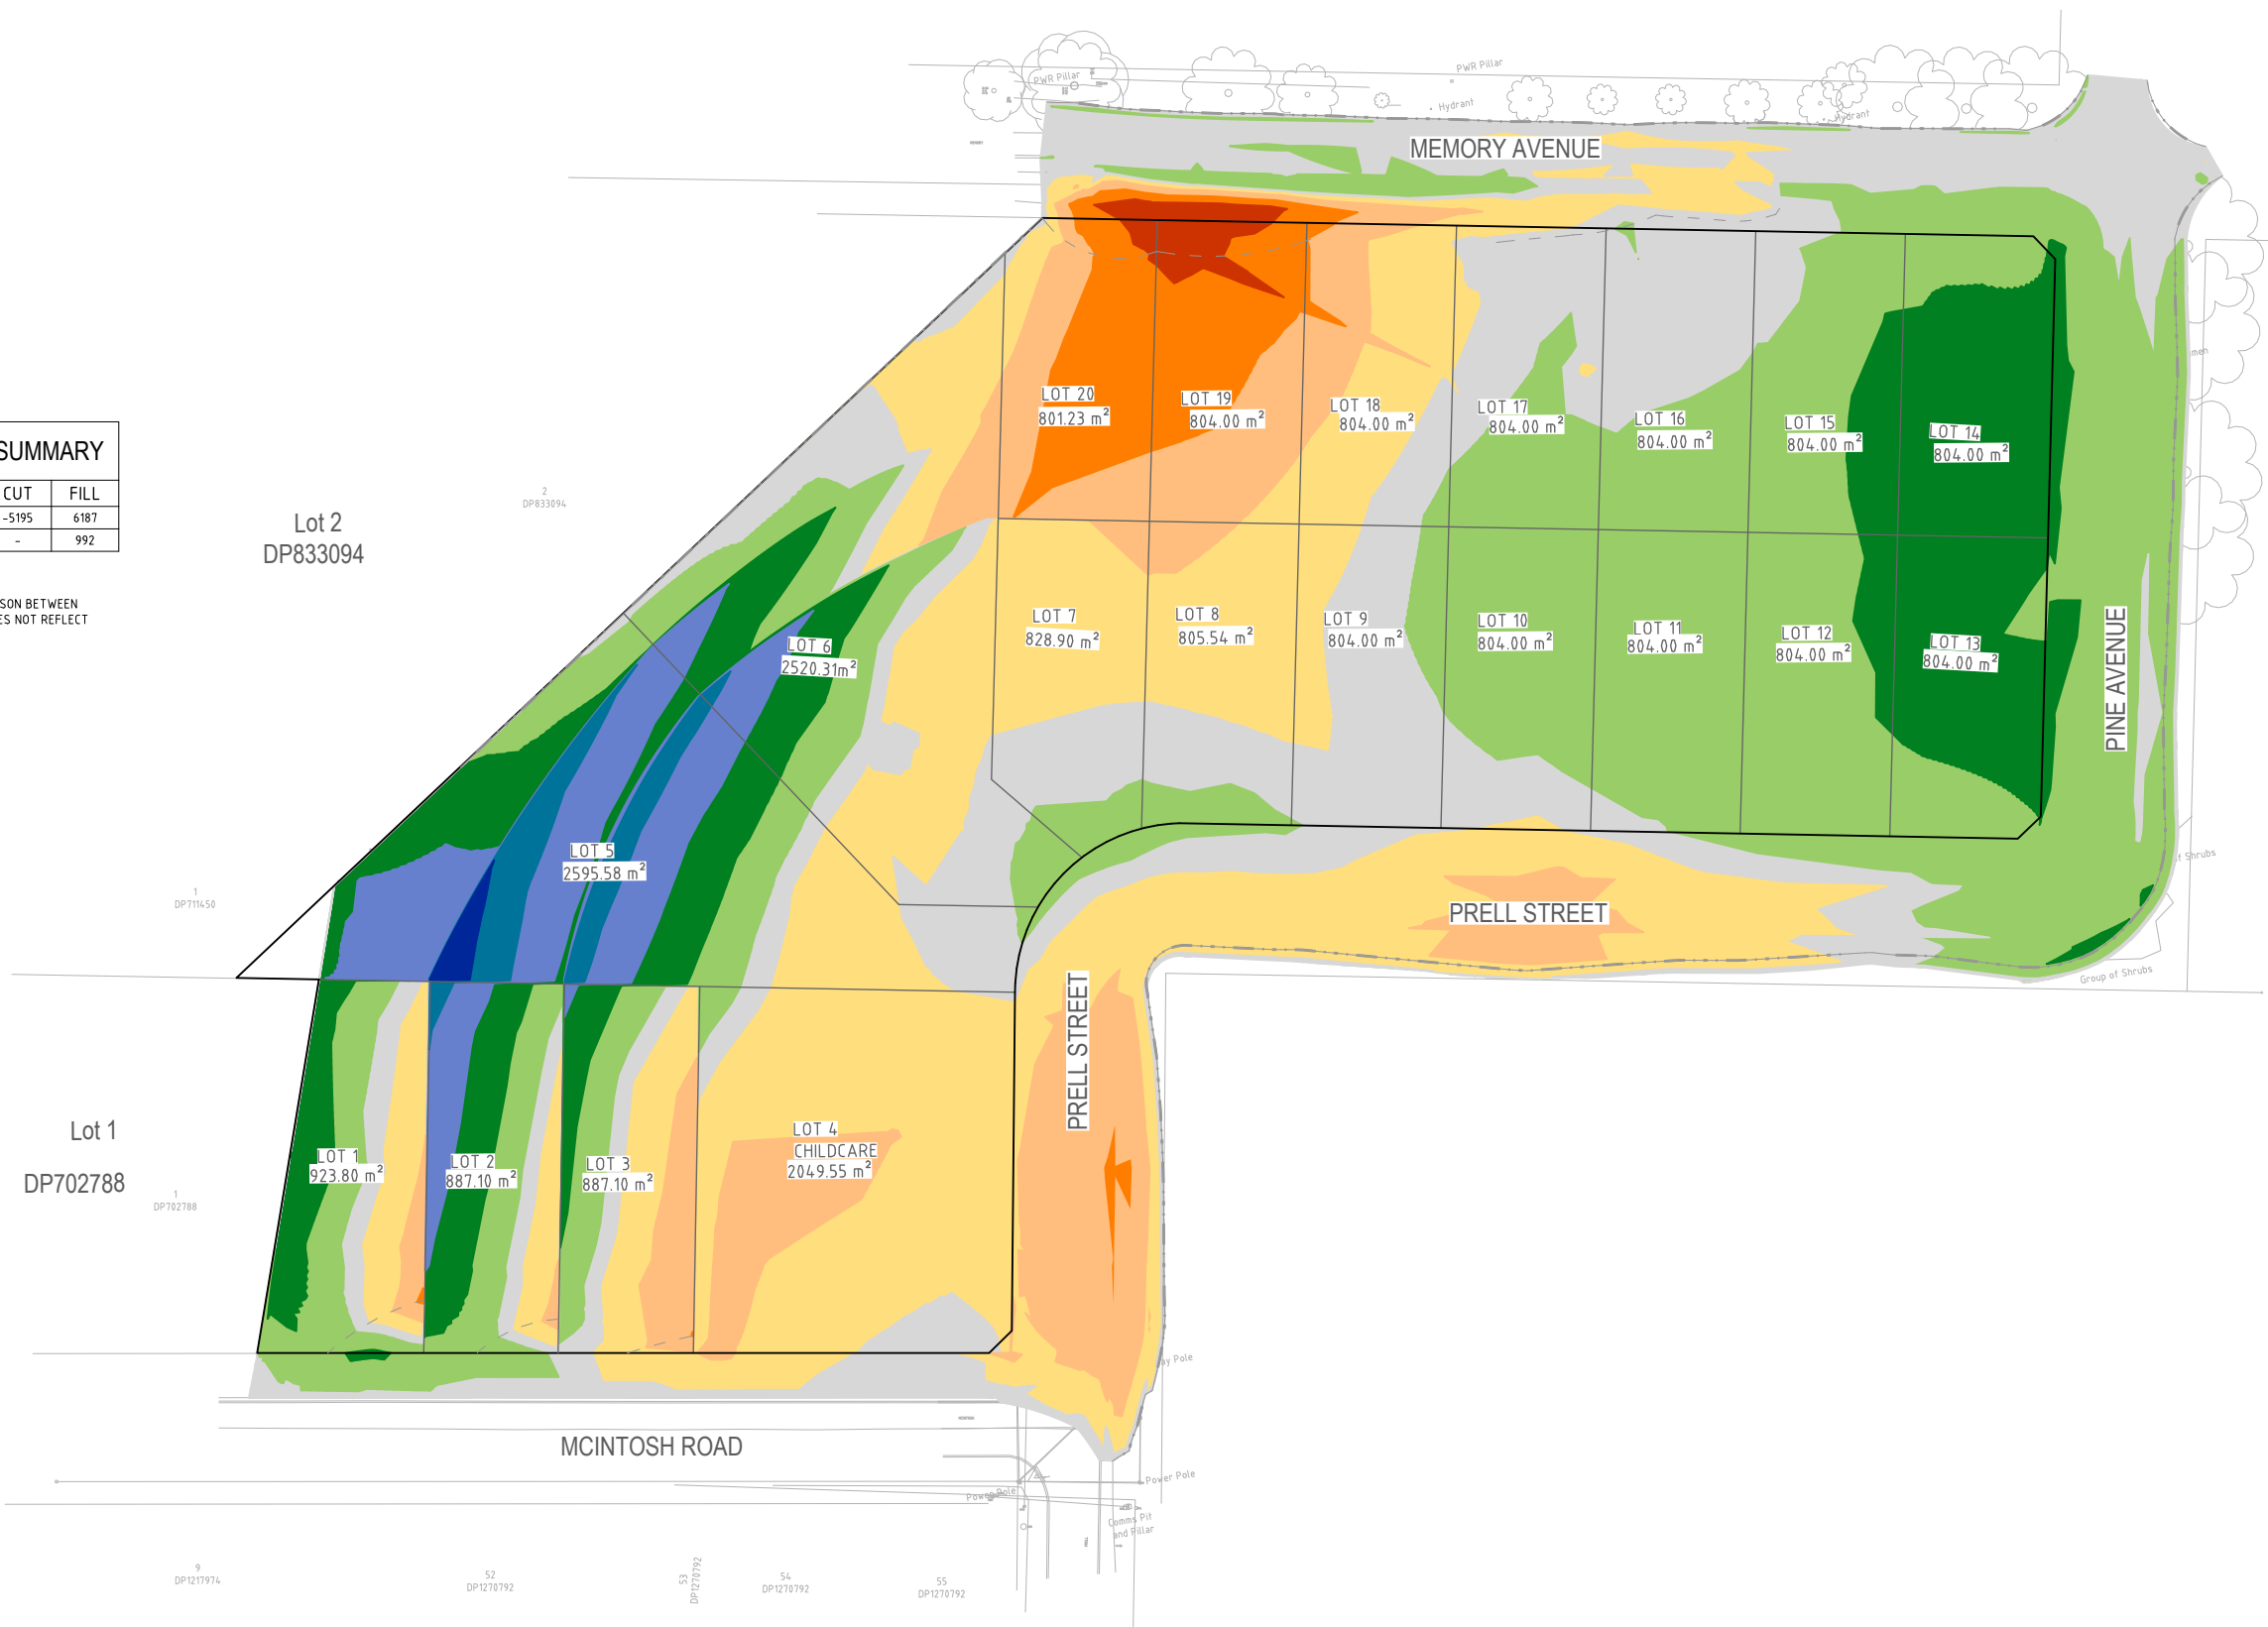 PWR Pillar
PWR Pillar
Hydrant
Hydrant
MEMORY AVENUE
SUMMARY
CUT FILL
-5195 6187
- 992
SON BETWEEN
ES NOT REFLECT
Lot 2
DP833094
2
DP833094
LOT 20
801.23 m²
LOT 19
804.00 m²
LOT 18
804.00 m²
LOT 17
804.00 m²
LOT 16
804.00 m²
LOT 15
804.00 m²
LOT 14
804.00 m²
LOT 6
2520.31m²
LOT 7
828.90 m²
LOT 8
805.54 m²
LOT 9
804.00 m²
LOT 10
804.00 m²
LOT 11
804.00 m²
LOT 12
804.00 m²
LOT 13
804.00 m²
PINE AVENUE
LOT 5
2595.58 m²
1
DP711450
of Shrubs
PRELL STREET
Group of Shrubs
PRELL STREET
Lot 1
DP702788
1
DP702788
LOT 1
923.80 m²
LOT 2
887.10 m²
LOT 3
887.10 m²
LOT 4
CHILDCARE
2049.55 m²
ay Pole
MCINTOSH ROAD
Power Pole
Power Pole
Comms Pit
and Pillar
9
DP1217974
52
DP1270792
53
DP1270792
54
DP1270792
55
DP1270792